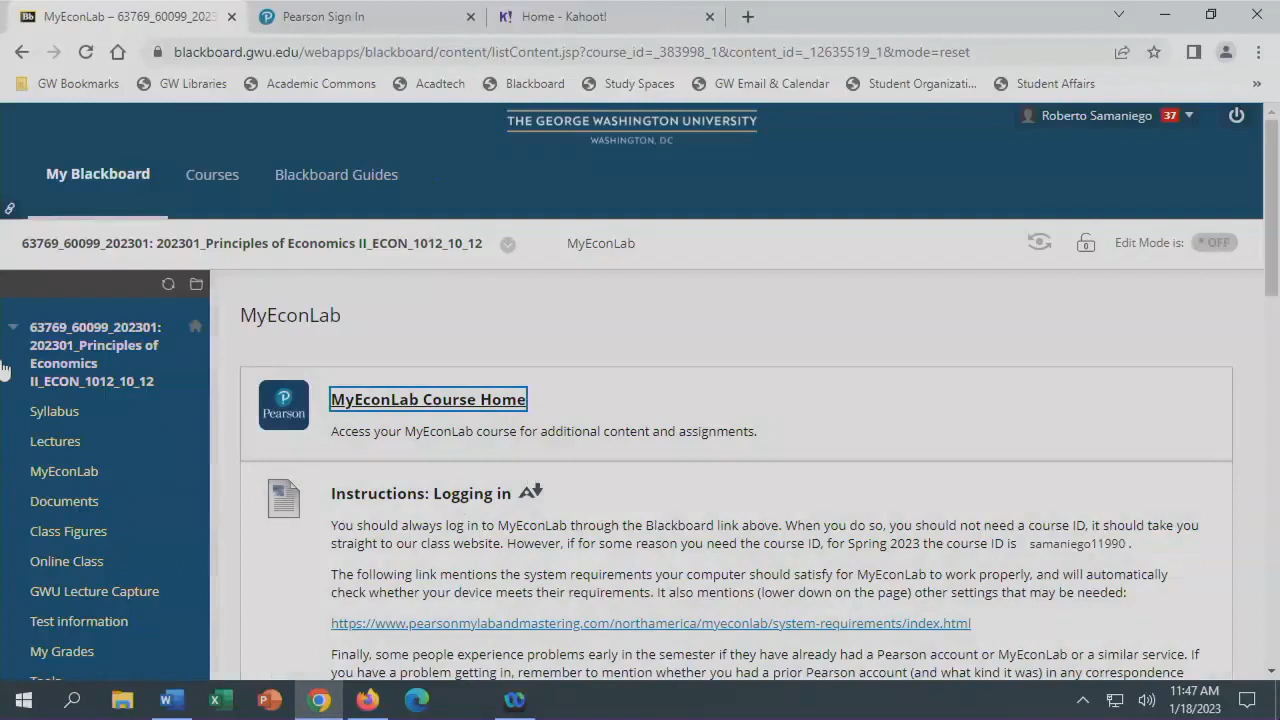 MyEconLab – 63769_60099_2023
Pearson Sign In
Home - Kahoot!
blackboard.gwu.edu/webapps/blackboard/content/listContent.jsp?course_id=_383998_1&content_id=_12635519_1&mode=reset
GW Bookmarks
GW Libraries
Academic Commons
Acadtech
Blackboard
Study Spaces
GW Email & Calendar
Student Organizati...
Student Affairs
THE GEORGE WASHINGTON UNIVERSITY
WASHINGTON, DC
Roberto Samaniego 37
My Blackboard
Courses
Blackboard Guides
63769_60099_202301: 202301_Principles of Economics II_ECON_1012_10_12
MyEconLab
Edit Mode is: OFF
63769_60099_202301:
202301_Principles of
Economics
II_ECON_1012_10_12
Syllabus
Lectures
MyEconLab
Documents
Class Figures
Online Class
GWU Lecture Capture
Test information
My Grades
Tools
MyEconLab
Pearson
MyEconLab Course Home
Access your MyEconLab course for additional content and assignments.
Instructions: Logging in
You should always log in to MyEconLab through the Blackboard link above. When you do so, you should not need a course ID, it should take you
straight to our class website. However, if for some reason you need the course ID, for Spring 2023 the course ID is samaniego11990 .
The following link mentions the system requirements your computer should satisfy for MyEconLab to work properly, and will automatically
check whether your device meets their requirements. It also mentions (lower down on the page) other settings that may be needed:
https://www.pearsonmylabandmastering.com/northamerica/myeconlab/system-requirements/index.html
Finally, some people experience problems early in the semester if they have already had a Pearson account or MyEconLab or a similar service. If
you have a problem getting in, remember to mention whether you had a prior Pearson account (and what kind it was) in any correspondence
11:47 AM
1/18/2023